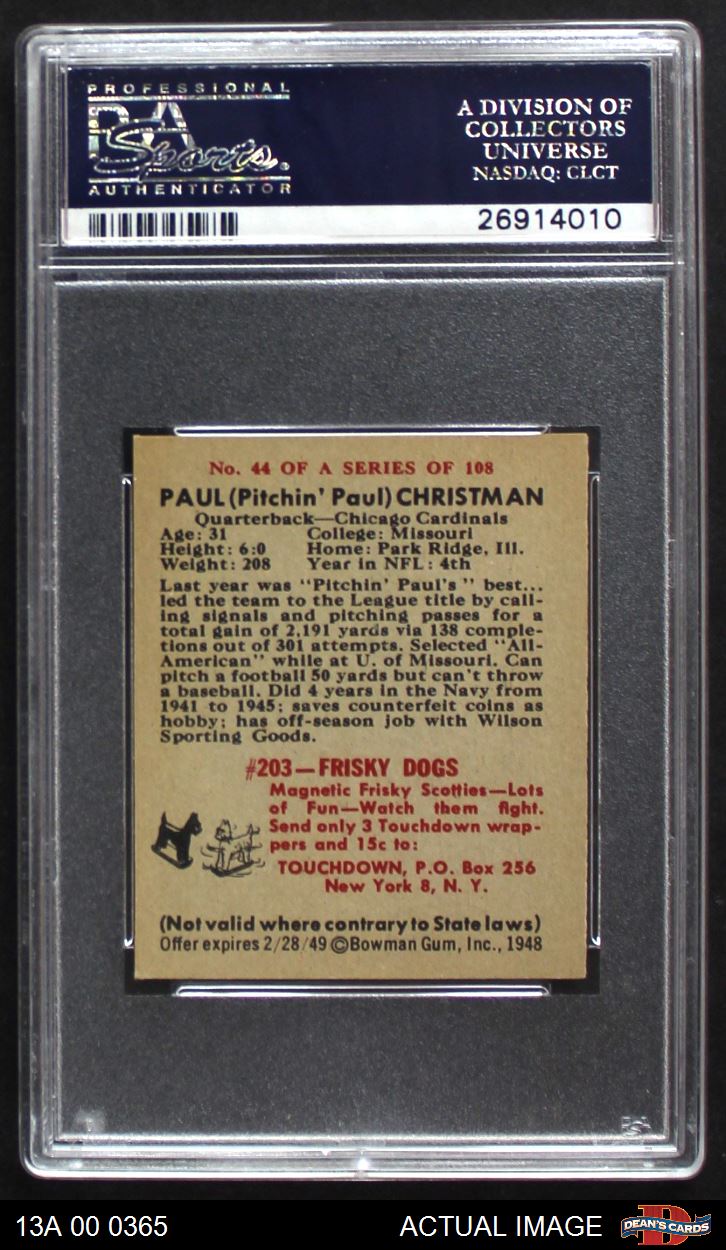 PROFESSIONAL
PSA
Sports
AUTHENTICATOR
A DIVISION OF
COLLECTORS
UNIVERSE
NASDAQ: CLCT
26914010
No. 44 OF A SERIES OF 108
PAUL (Pitchin' Paul) CHRISTMAN
Quarterback—Chicago Cardinals
Age: 31 College: Missouri
Height: 6:0 Home: Park Ridge, Ill.
Weight: 208 Year in NFL: 4th
Last year was "Pitchin' Paul's" best...
led the team to the League title by call-
ing signals and pitching passes for a
total gain of 2,191 yards via 138 comple-
tions out of 301 attempts. Selected "All-
American" while at U. of Missouri. Can
pitch a football 50 yards but can't throw
a baseball. Did 4 years in the Navy from
1941 to 1945; saves counterfeit coins as
hobby; has off-season job with Wilson
Sporting Goods.
#203—FRISKY DOGS
Magnetic Frisky Scotties—Lots
of Fun—Watch them fight.
Send only 3 Touchdown wrap-
pers and 15c to:
TOUCHDOWN, P.O. Box 256
New York 8, N. Y.
(Not valid where contrary to State laws)
Offer expires 2/28/49 ©Bowman Gum, Inc., 1948
PSA
13A 00 0365 ACTUAL IMAGE DEAN'S CARDS